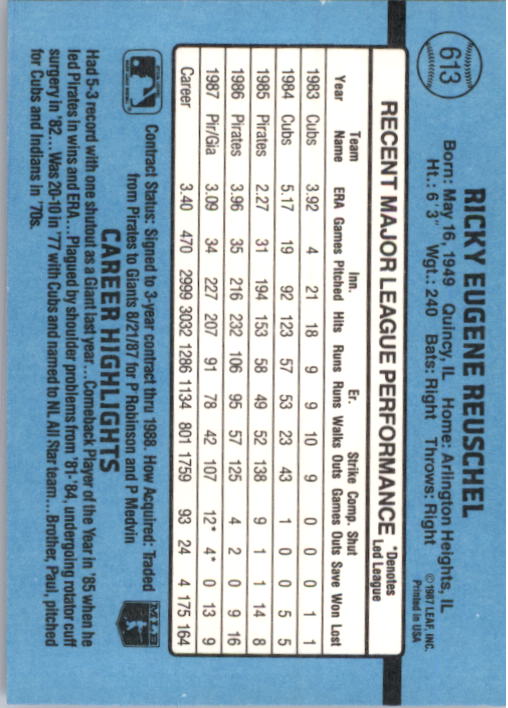 613
RICKY EUGENE REUSCHEL
Born: May 16, 1949 Quincy, IL Home: Arlington Heights, IL
Ht.: 6'3" Wgt.: 240 Bats: Right Throws: Right
©1987 LEAF, INC.
Printed in USA
RECENT MAJOR LEAGUE PERFORMANCE
*Denotes
Led League
Year Team Name ERA Games Inn. Pitched Hits Runs Er. Runs Walks Strike Outs Comp. Games Shut Outs Save Won Lost
1983 Cubs 3.92 4 21 18 9 9 10 9 0 0 0 1 1
1984 Cubs 5.17 19 92 123 57 53 23 43 1 0 0 5 5
1985 Pirates 2.27 31 194 153 58 49 52 138 9 1 1 14 8
1986 Pirates 3.96 35 216 232 106 95 57 125 4 2 0 9 16
1987 Pir/Gia 3.09 34 227 207 91 78 42 107 12* 4* 0 13 9
Career 3.40 470 2999 3032 1286 1134 801 1759 93 24 4 175 164
Contract Status: Signed to 3-year contract thru 1988. How Acquired: Traded
from Pirates to Giants 8/21/87 for P Robinson and P Medvin
MLB
CAREER HIGHLIGHTS
Had 5-3 record with one shutout as a Giant last year...Comeback Player of the Year in '85 when he
led Pirates in wins and ERA...Plagued by shoulder problems from '81-'84, undergoing rotator cuff
surgery in '82...Was 20-10 in '77 with Cubs and named to NL All Star team...Brother, Paul, pitched
for Cubs and Indians in '70s.